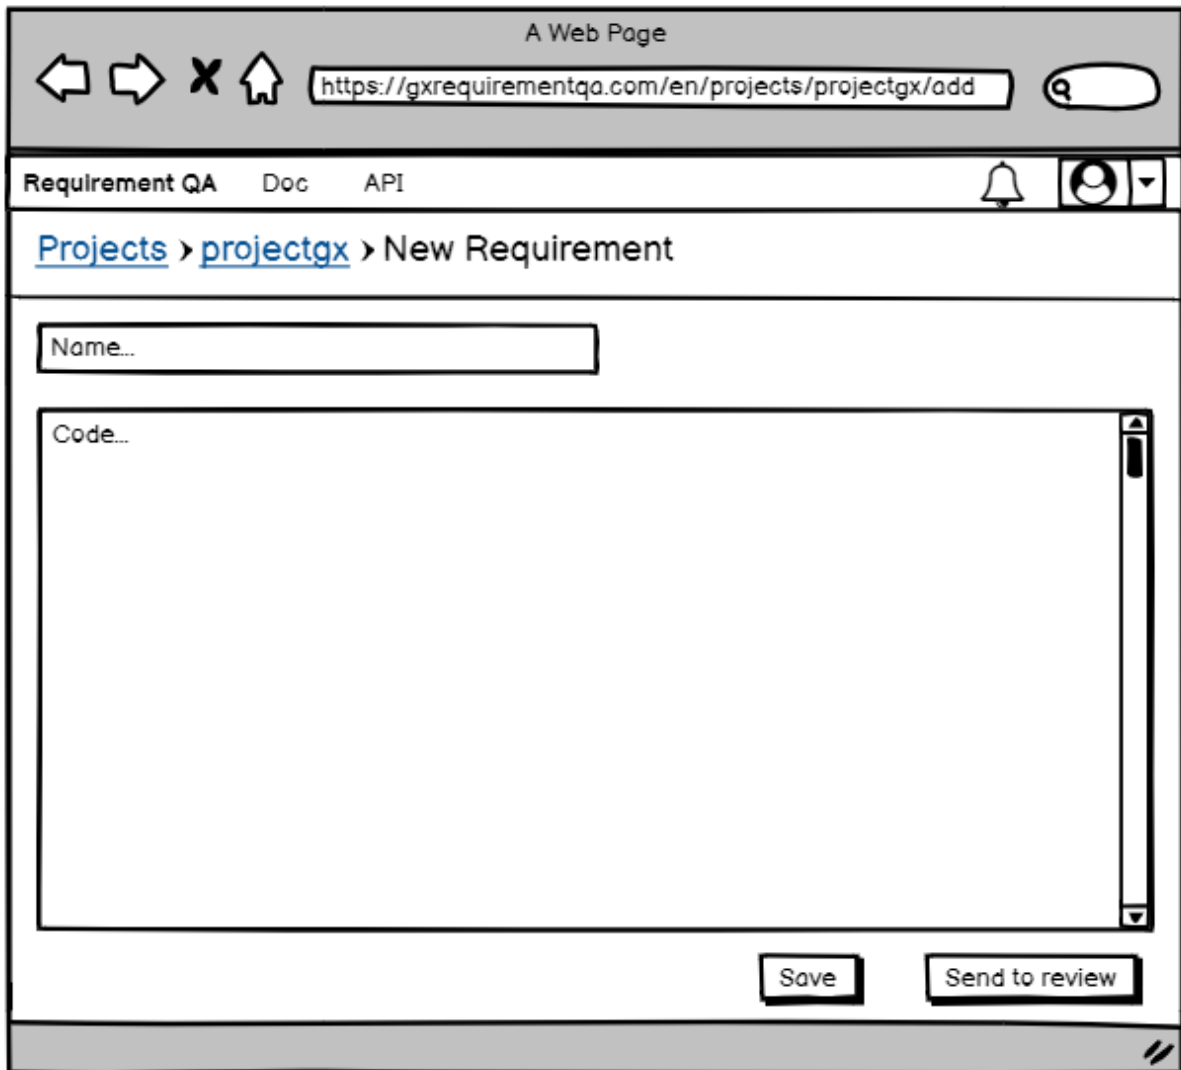 A Web Page
https://gxrequirementqa.com/en/projects/projectgx/add
Requirement QA Doc API
Projects › projectgx › New Requirement
Name...
Code...
Save Send to review